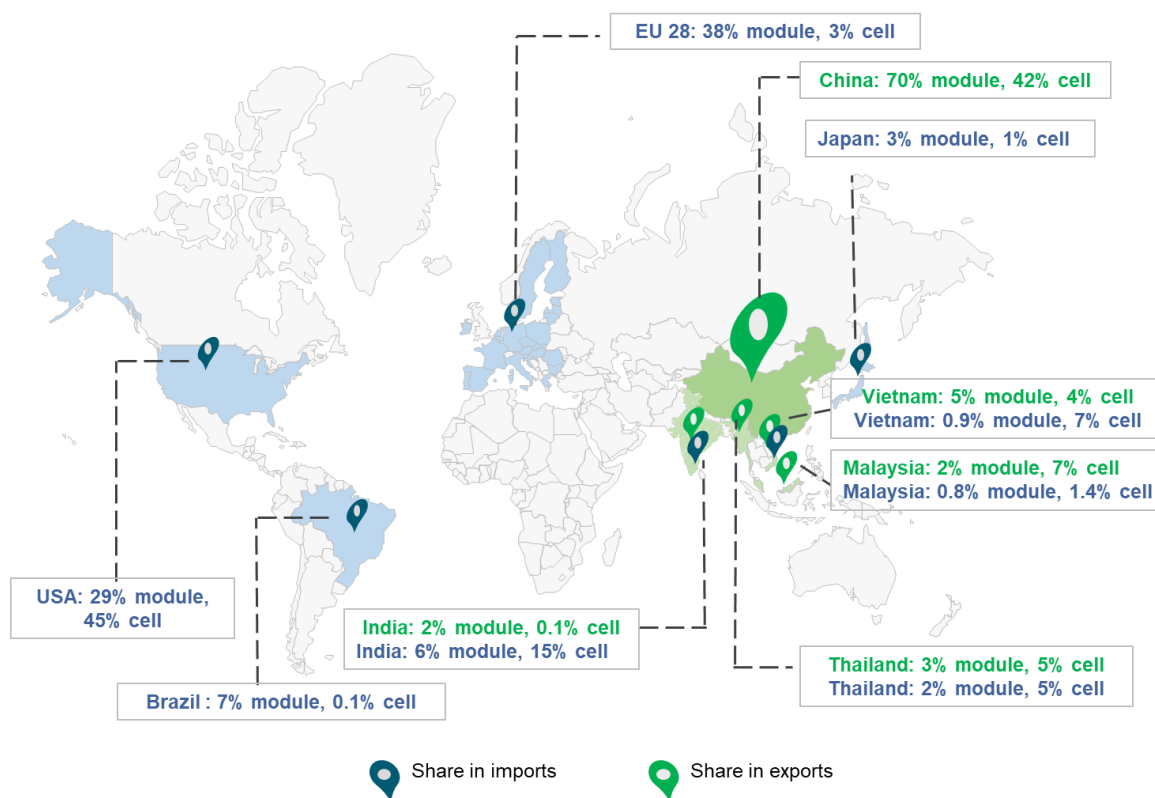 EU 28: 38% module, 3% cell
China: 70% module, 42% cell
Japan: 3% module, 1% cell
Vietnam: 5% module, 4% cell
Vietnam: 0.9% module, 7% cell
Malaysia: 2% module, 7% cell
Malaysia: 0.8% module, 1.4% cell
USA: 29% module,
45% cell
India: 2% module, 0.1% cell
India: 6% module, 15% cell
Thailand: 3% module, 5% cell
Thailand: 2% module, 5% cell
Brazil : 7% module, 0.1% cell
Share in imports
Share in exports